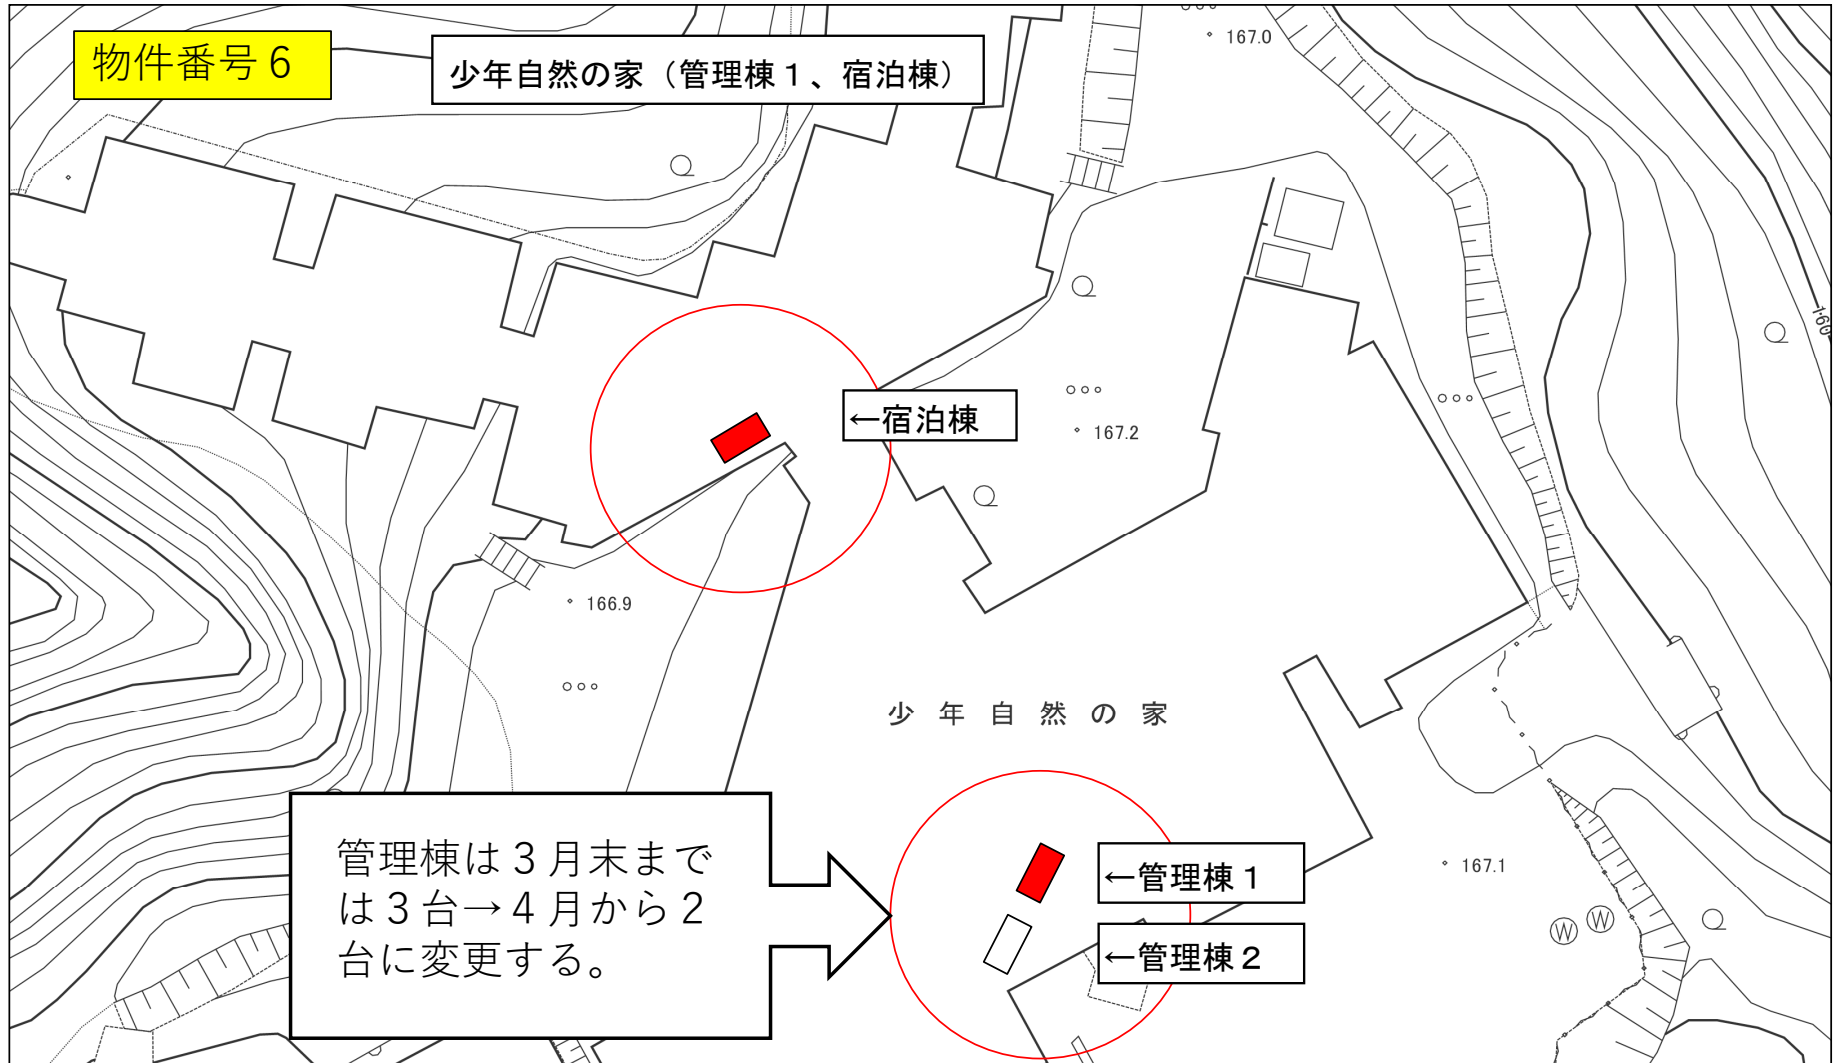 物件番号６
少年自然の家（管理棟１、宿泊棟）
167.0
160
←宿泊棟
167.2
166.9
少年自然の家
管理棟は３月末まで
は３台→４月から２
台に変更する。
←管理棟１
167.1
W W
←管理棟２